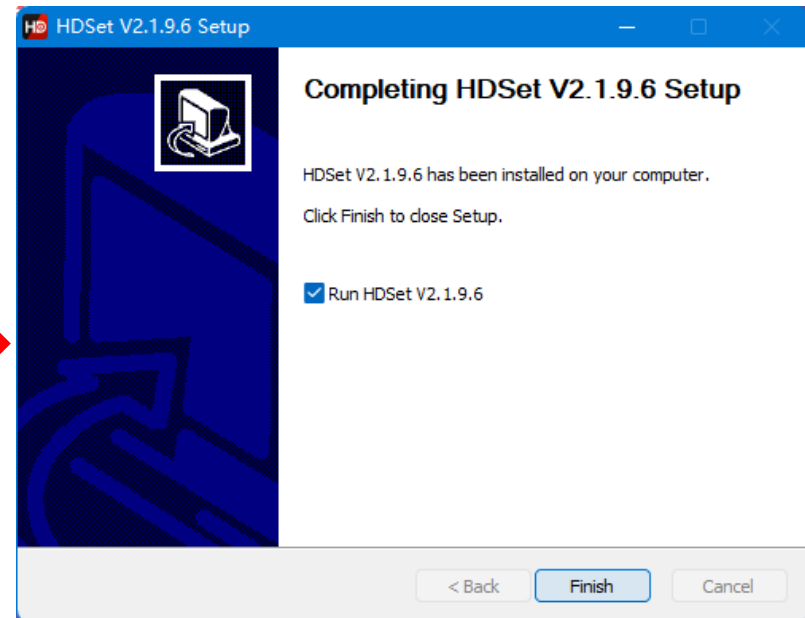 HD HDSet V2.1.9.6 Setup
Completing HDSet V2.1.9.6 Setup
HDSet V2.1.9.6 has been installed on your computer.
Click Finish to close Setup.
Run HDSet V2.1.9.6
< Back Finish Cancel